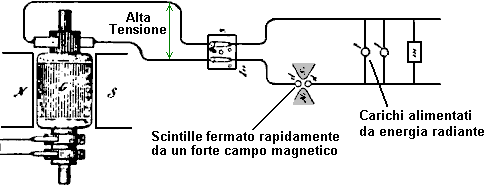 Alta
Tensione
N
G
S
Scintille fermato rapidamente
da un forte campo magnetico
Carichi alimentati
da energia radiante